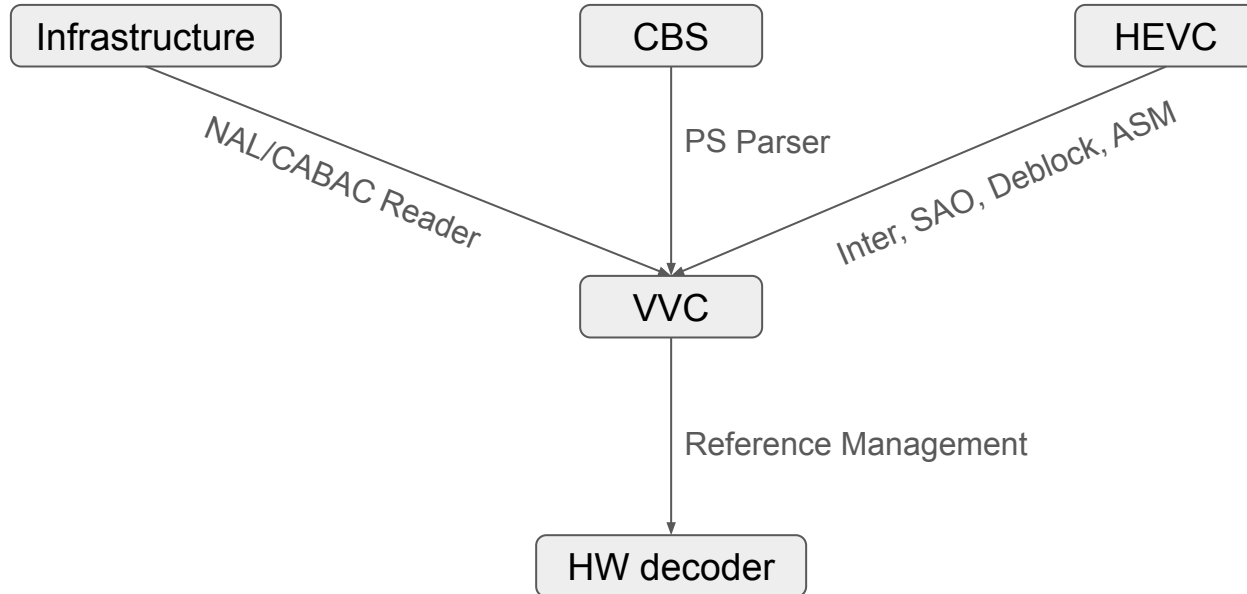 Infrastructure
CBS
HEVC
NAL/CABAC Reader
PS Parser
Inter, SAO, Deblock, ASM
VVC
Reference Management
HW decoder